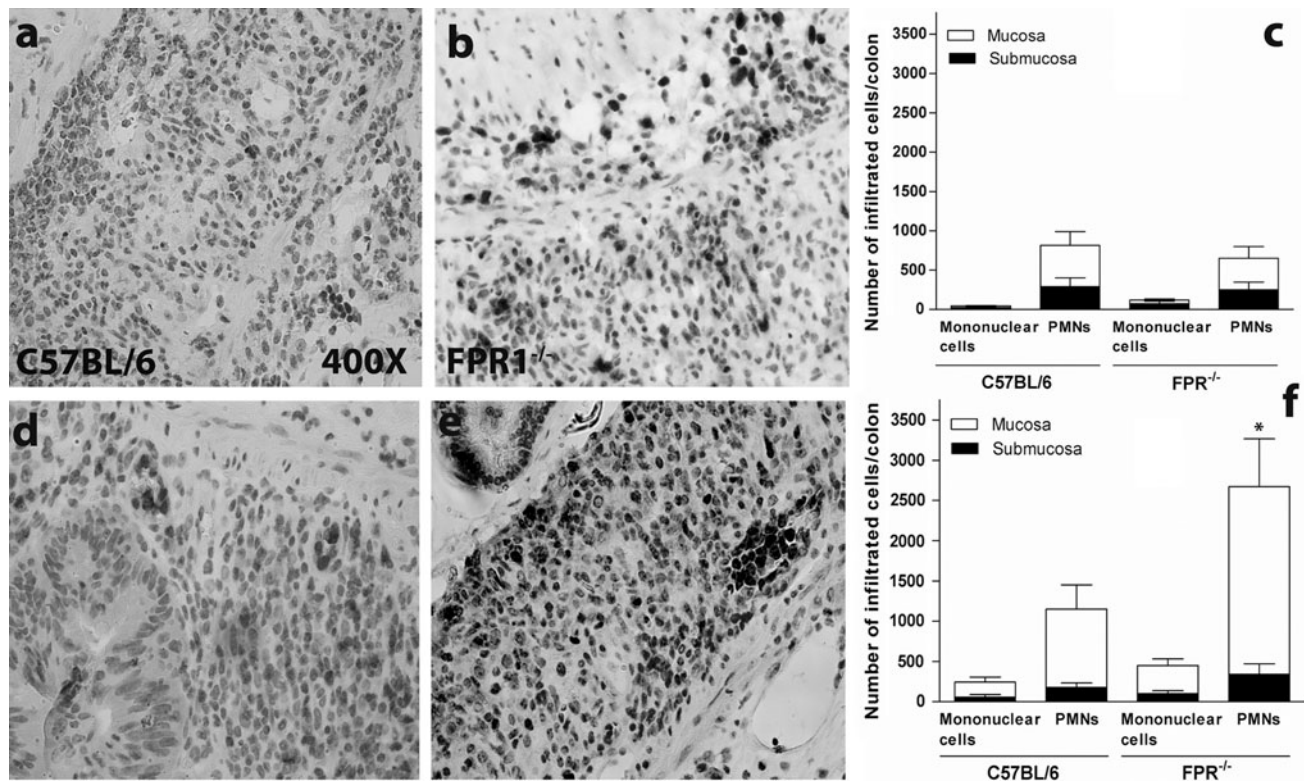 a
C57BL/6 400X
b
FPR1-/-
c
Number of infiltrated cells/colon
3500
3000
2500
2000
1500
1000
500
0
Mucosa
Submucosa
Mononuclear cells
PMNs
Mononuclear cells
PMNs
C57BL/6
FPR-/-
d
e
f
Number of infiltrated cells/colon
3500
3000
2500
2000
1500
1000
500
0
Mucosa
Submucosa
*
Mononuclear cells
PMNs
Mononuclear cells
PMNs
C57BL/6
FPR-/-